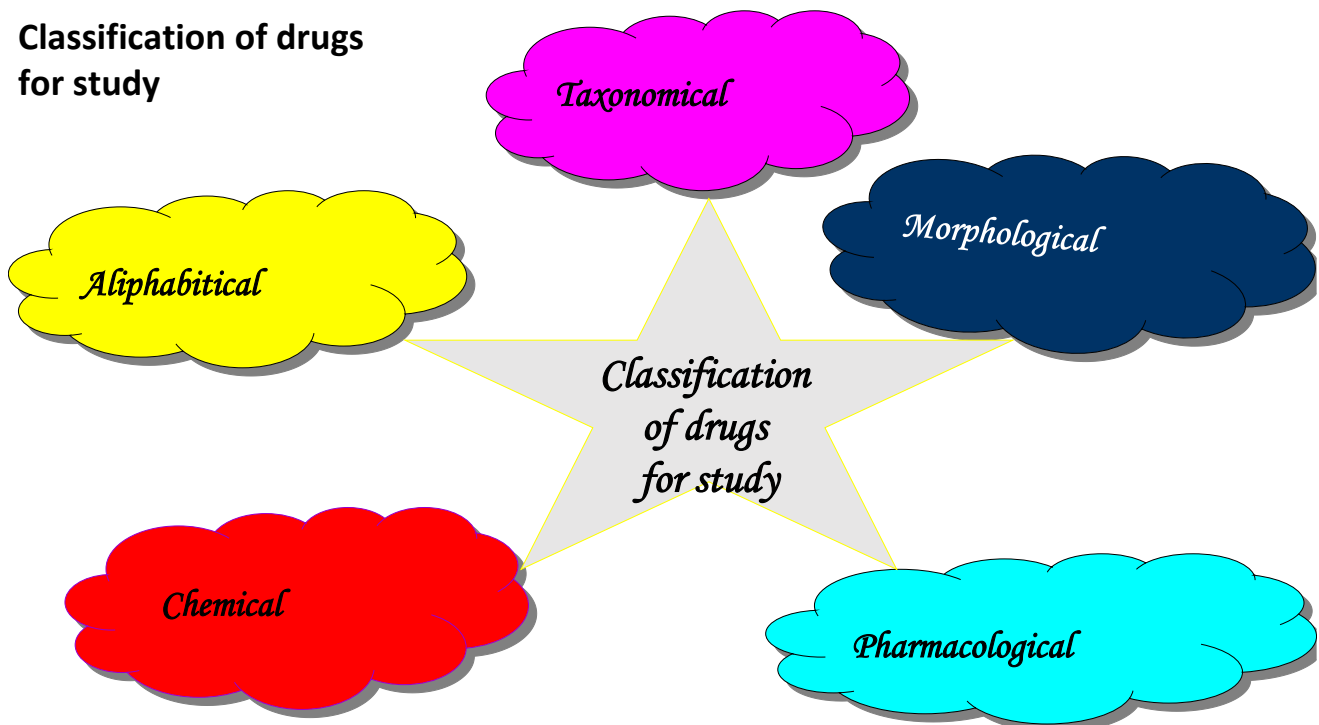 Classification of drugs
for study
Taxonomical
Morphological
Aliphabitical
Classification
of drugs
for study
Chemical
Pharmacological